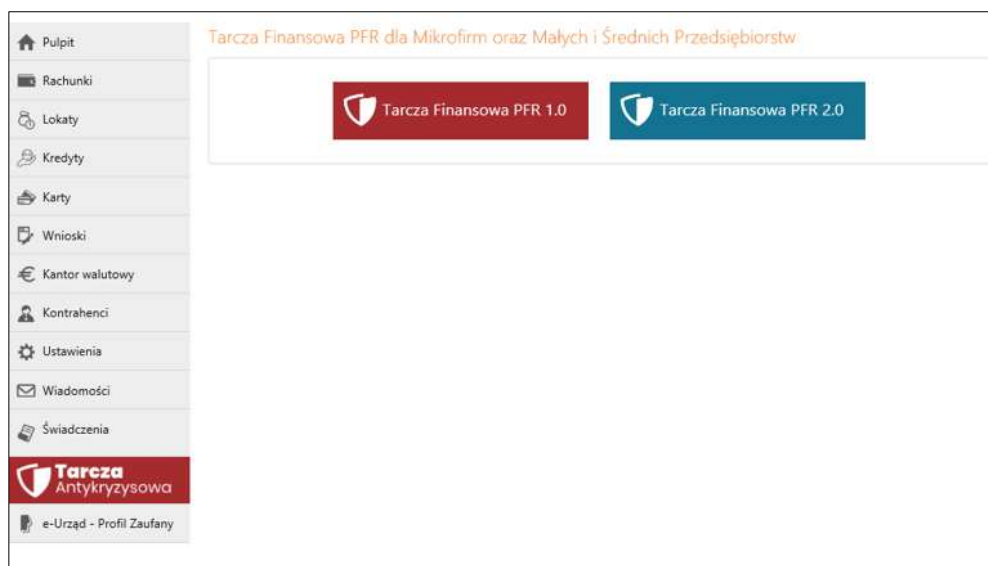 Pulpit
Rachunki
Lokaty
Kredyty
Karty
Wnioski
Kantor walutowy
Kontrahenci
Ustawienia
Wiadomości
Świadczenia
Tarcza
Antykryzysowa
e-Urząd - Profil Zaufany
Tarcza Finansowa PFR dla Mikrofirm oraz Małych i Średnich Przedsiębiorstw
Tarcza Finansowa PFR 1.0
Tarcza Finansowa PFR 2.0